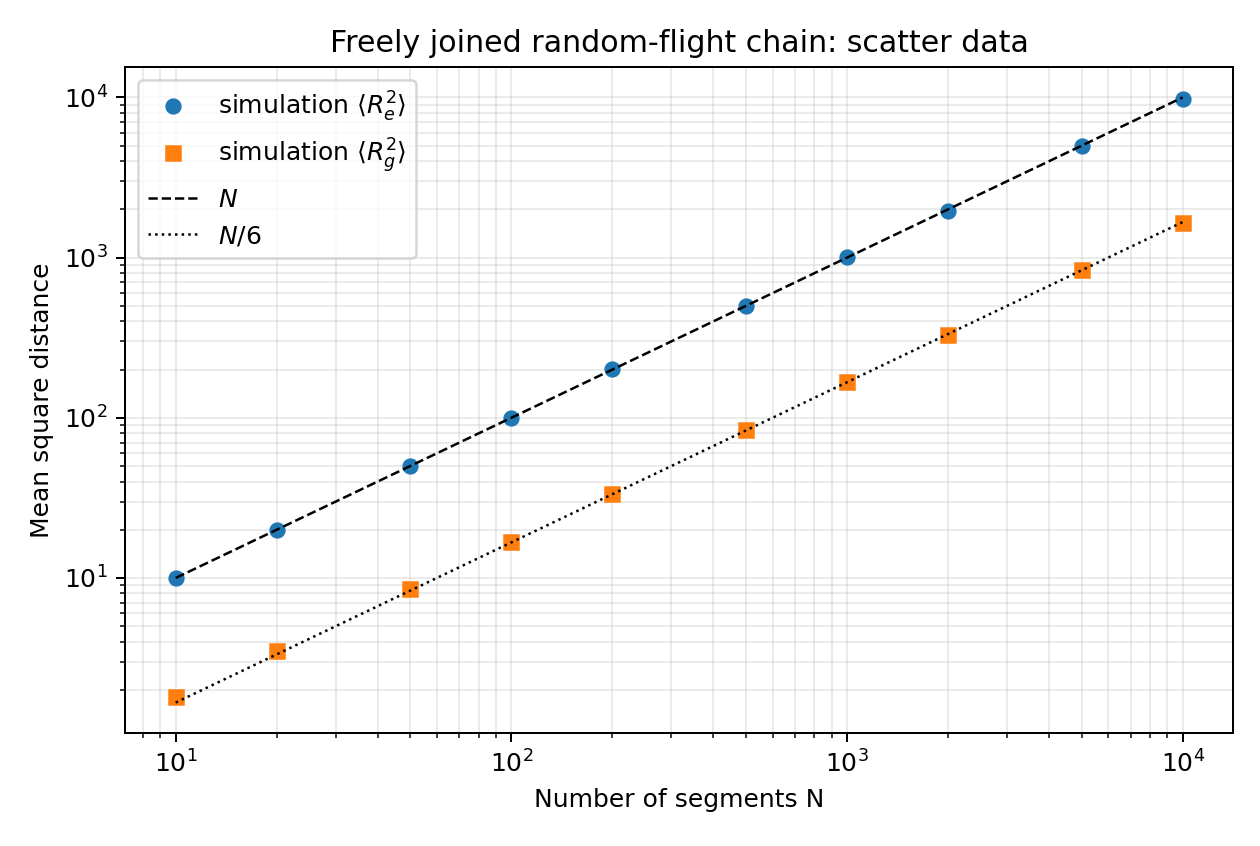 Freely joined random-flight chain: scatter data
simulation ⟨R_e^2⟩
simulation ⟨R_g^2⟩
N
N/6
Mean square distance
10^4
10^3
10^2
10^1
10^1 10^2 10^3 10^4
Number of segments N